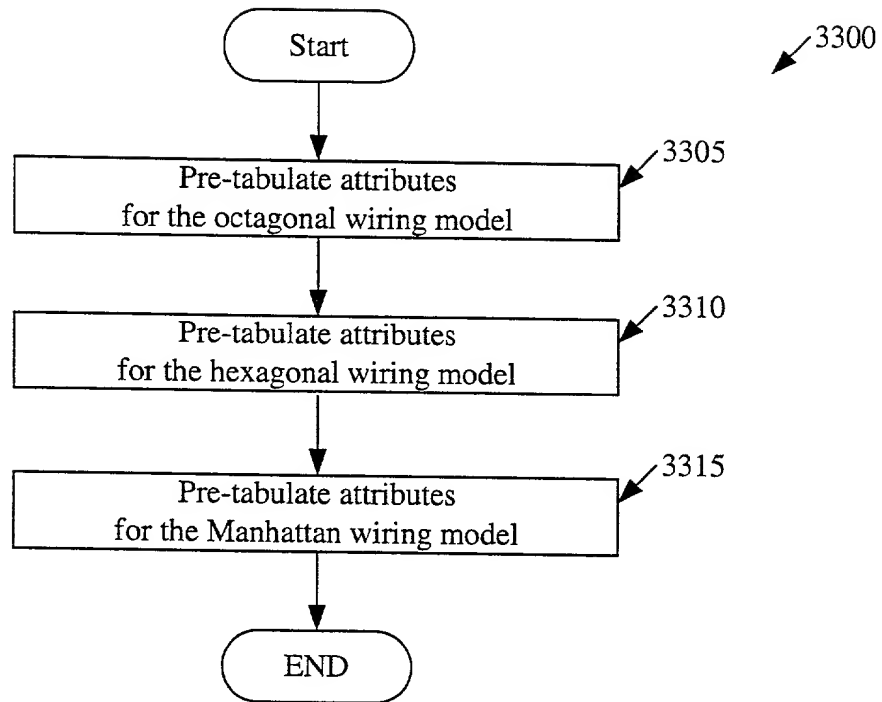 Start
3300
3305
Pre-tabulate attributes
for the octagonal wiring model
3310
Pre-tabulate attributes
for the hexagonal wiring model
3315
Pre-tabulate attributes
for the Manhattan wiring model
END